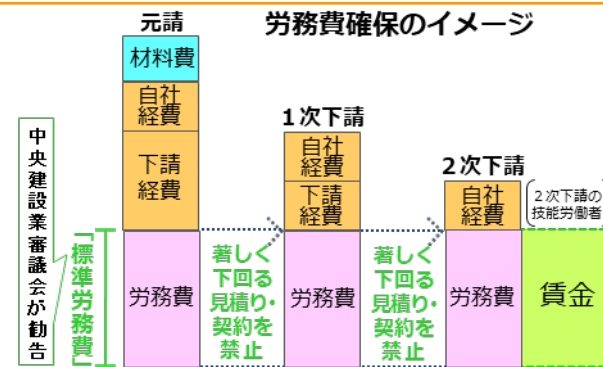 労務費確保のイメージ
元請
材料費
自社
経費
下請
経費
労務費
1次下請
自社
経費
下請
経費
労務費
2次下請
自社
経費
労務費
2次下請の
技能労働者
賃金
著しく
下回る
見積り・
契約を
禁止
著しく
下回る
見積り・
契約を
禁止
中央建設業審議会が勧告
「標準労務費」